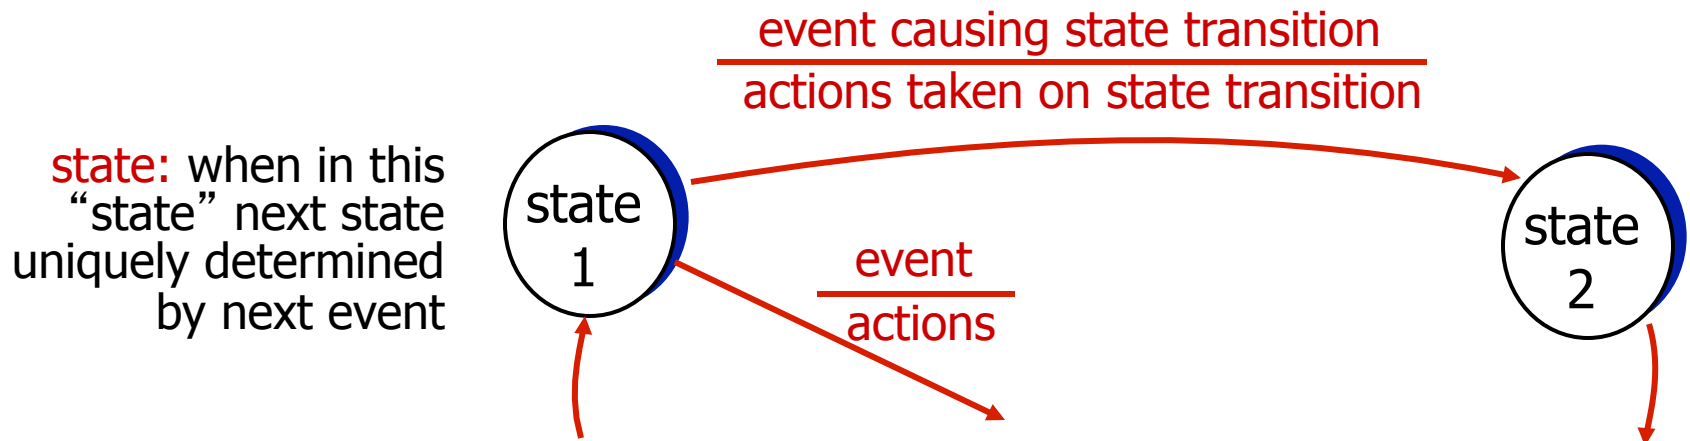 event causing state transition
actions taken on state transition
state: when in this
“state” next state
uniquely determined
by next event
state
1
event
actions
state
2